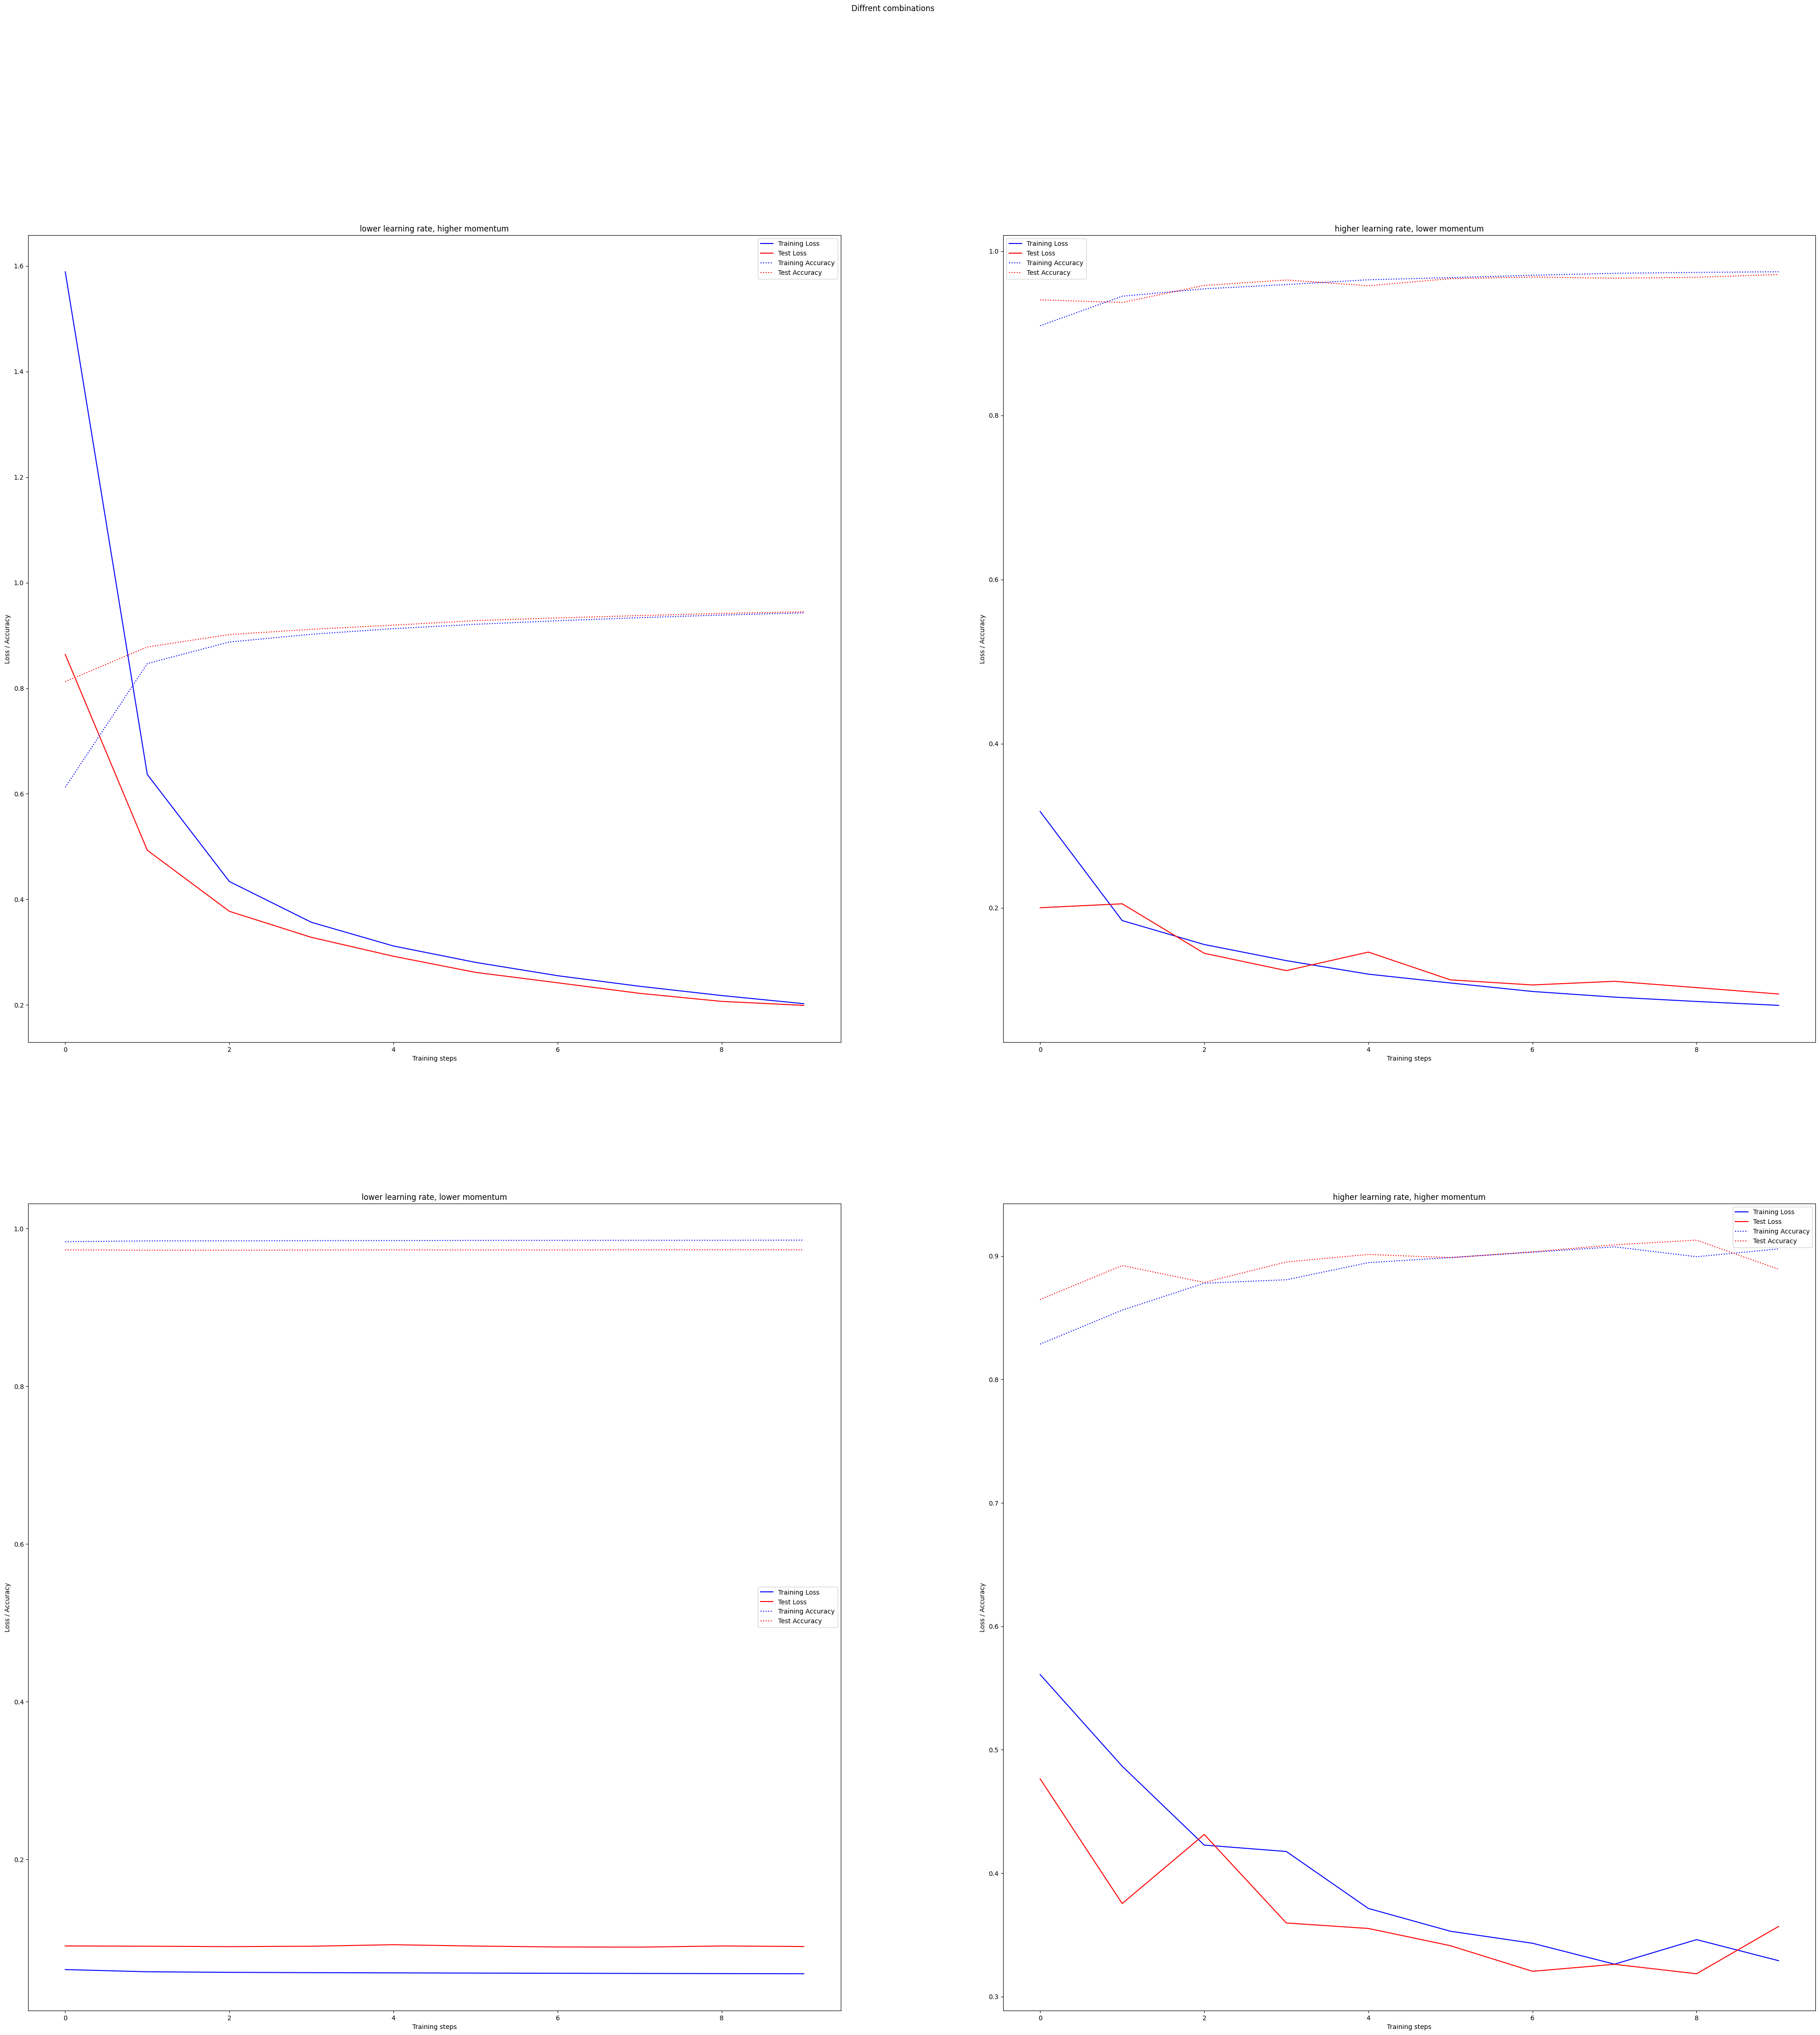 Diffrent combinations
lower learning rate, higher momentum
Training Loss
Test Loss
Training Accuracy
Test Accuracy
1.6
1.4
1.2
1.0
0.8
0.6
0.4
0.2
Loss / Accuracy
0 2 4 6 8
Training steps
higher learning rate, lower momentum
Training Loss
Test Loss
Training Accuracy
Test Accuracy
1.0
0.8
0.6
0.4
0.2
Loss / Accuracy
0 2 4 6 8
Training steps
lower learning rate, lower momentum
1.0
0.8
0.6
0.4
0.2
Loss / Accuracy
Training Loss
Test Loss
Training Accuracy
Test Accuracy
0 2 4 6 8
Training steps
higher learning rate, higher momentum
Training Loss
Test Loss
Training Accuracy
Test Accuracy
0.9
0.8
0.7
0.6
0.5
0.4
0.3
Loss / Accuracy
0 2 4 6 8
Training steps